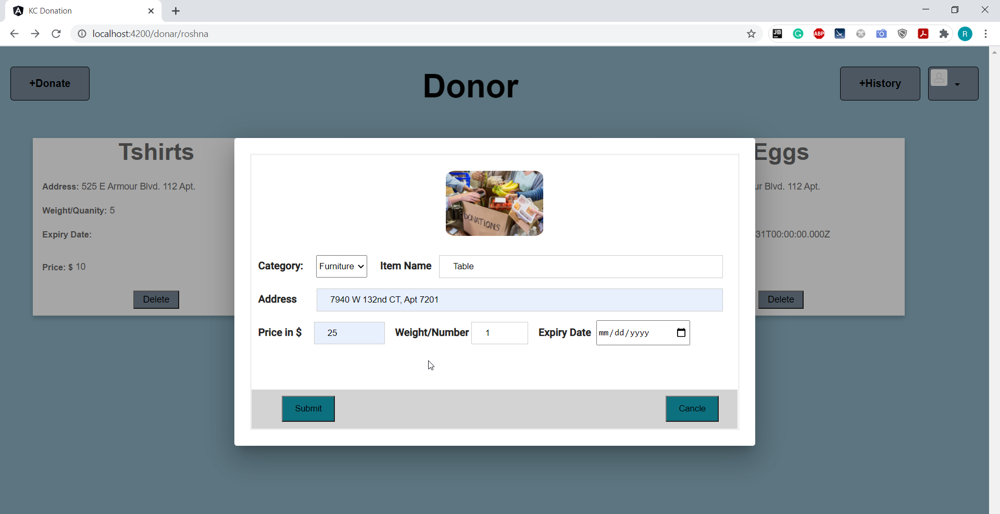 KC Donation
localhost:4200/donar/roshna
JB
ABP
R
+Donate
Donor
+History
Tshirts
Address: 525 E Armour Blvd. 112 Apt.
Weight/Quanity: 5
Expiry Date:
Price: $ 10
Delete
Eggs
ur Blvd. 112 Apt.
31T00:00:00.000Z
Delete
DONATIONS
Category: Furniture Item Name Table
Address 7940 W 132nd CT, Apt 7201
Price in $ 25 Weight/Number 1 Expiry Date mm/dd/yyyy
Submit Cancle